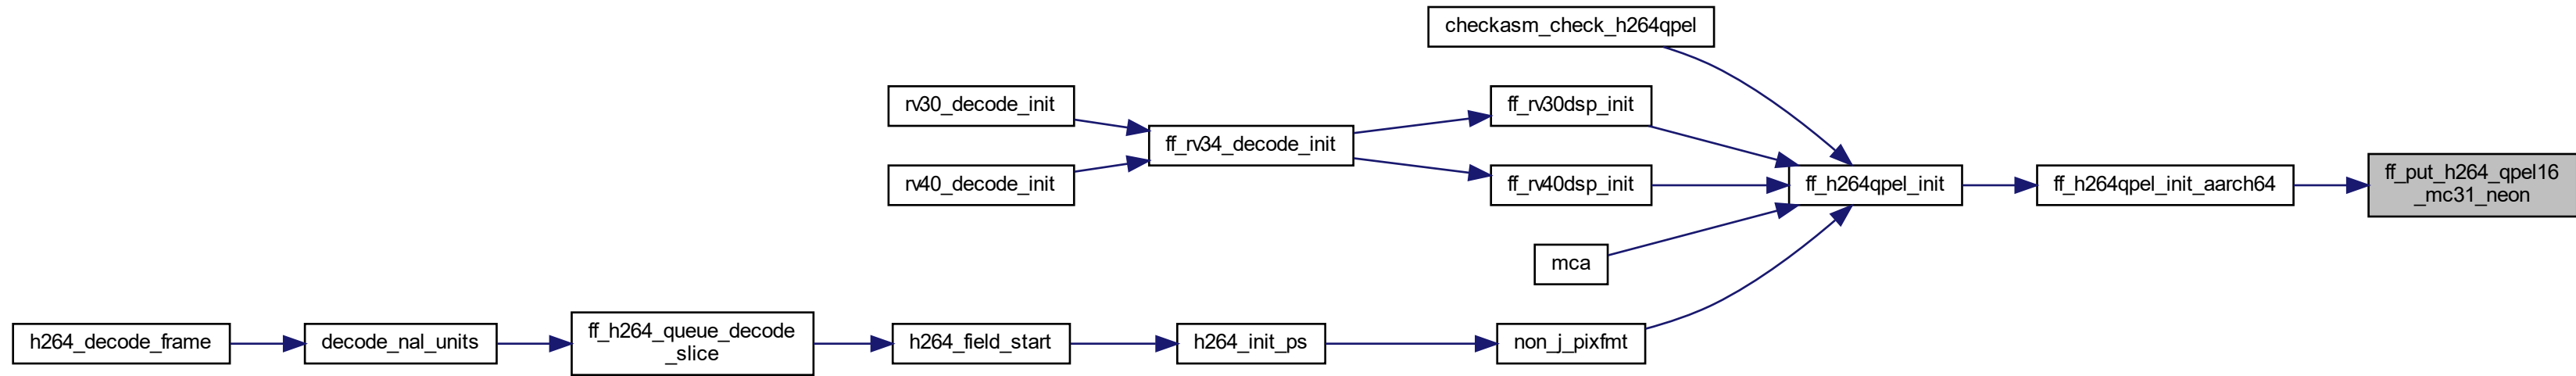 checkasm_check_h264qpel
rv30_decode_init
ff_rv30dsp_init
ff_rv34_decode_init
rv40_decode_init
ff_rv40dsp_init
ff_h264qpel_init
ff_h264qpel_init_aarch64
ff_put_h264_qpel16
_mc31_neon
mca
h264_decode_frame
decode_nal_units
ff_h264_queue_decode
_slice
h264_field_start
h264_init_ps
non_j_pixfmt